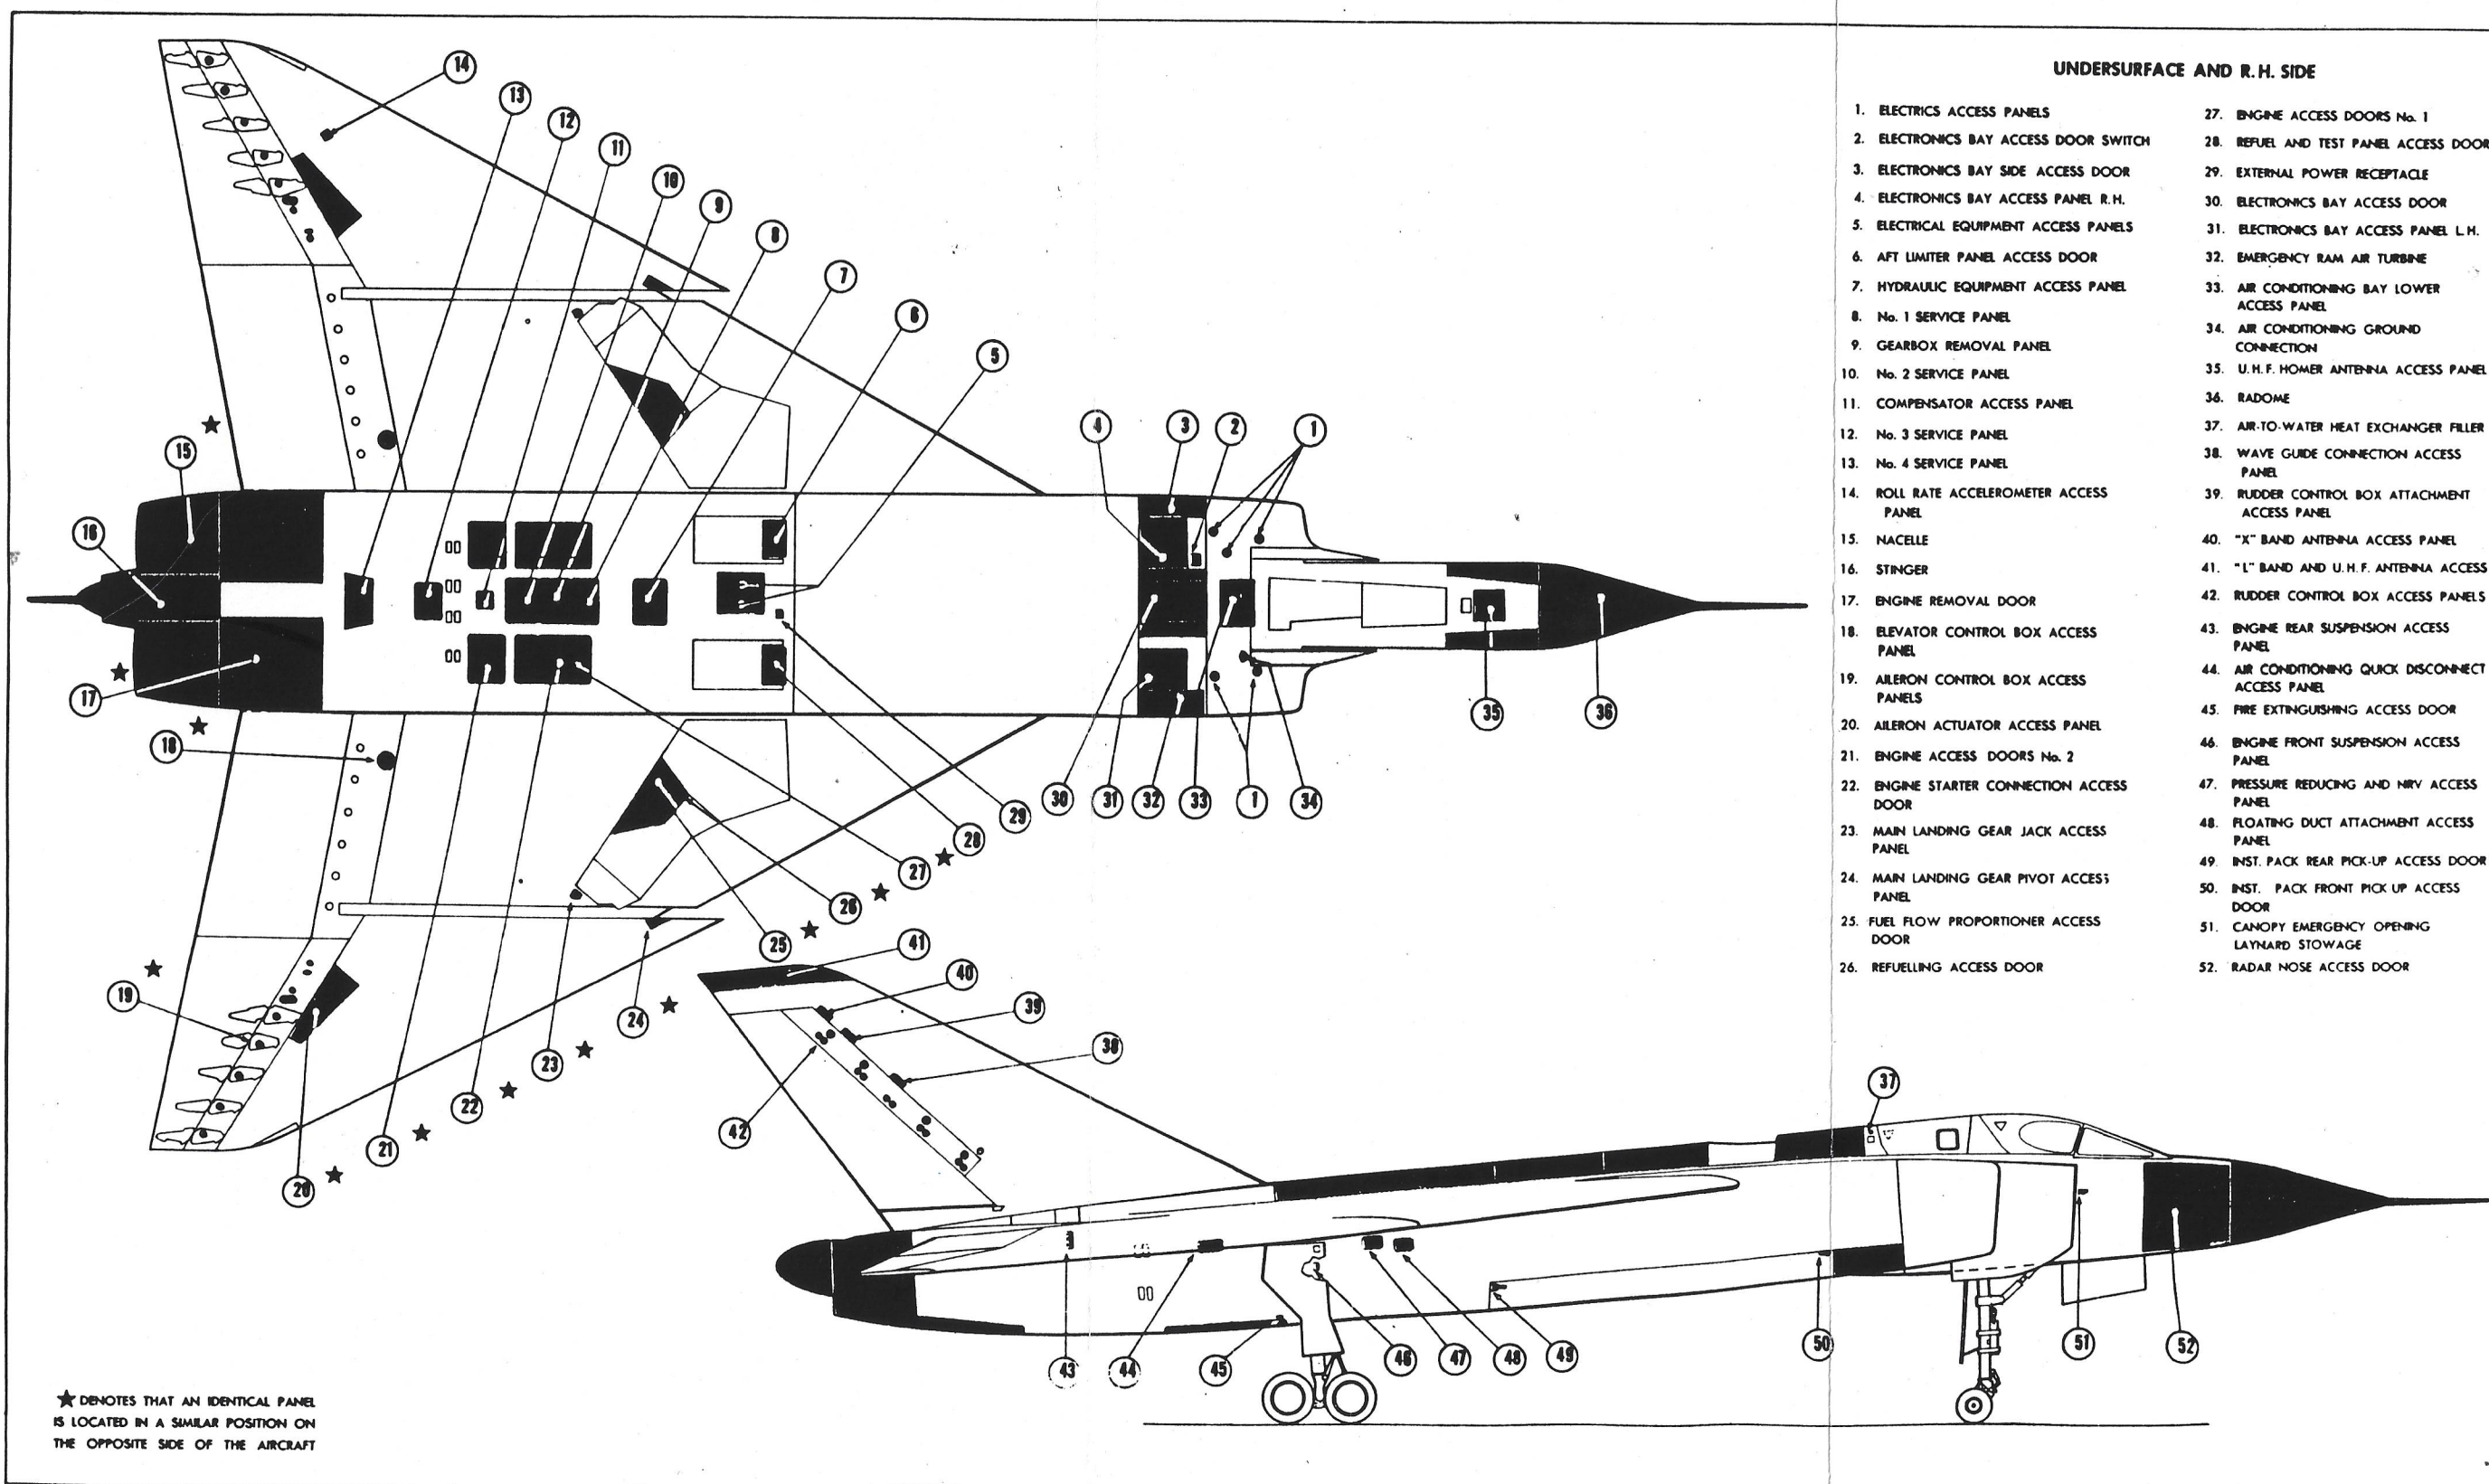 UNDERSURFACE AND R.H. SIDE
1. ELECTRICS ACCESS PANELS
2. ELECTRONICS BAY ACCESS DOOR SWITCH
3. ELECTRONICS BAY SIDE ACCESS DOOR
4. ELECTRONICS BAY ACCESS PANEL R.H.
5. ELECTRICAL EQUIPMENT ACCESS PANELS
6. AFT LIMITER PANEL ACCESS DOOR
7. HYDRAULIC EQUIPMENT ACCESS PANEL
8. No. 1 SERVICE PANEL
9. GEARBOX REMOVAL PANEL
10. No. 2 SERVICE PANEL
11. COMPENSATOR ACCESS PANEL
12. No. 3 SERVICE PANEL
13. No. 4 SERVICE PANEL
14. ROLL RATE ACCELEROMETER ACCESS
PANEL
15. NACELLE
16. STINGER
17. ENGINE REMOVAL DOOR
18. ELEVATOR CONTROL BOX ACCESS
PANEL
19. AILERON CONTROL BOX ACCESS
PANELS
20. AILERON ACTUATOR ACCESS PANEL
21. ENGINE ACCESS DOORS No. 2
22. ENGINE STARTER CONNECTION ACCESS
DOOR
23. MAIN LANDING GEAR JACK ACCESS
PANEL
24. MAIN LANDING GEAR PIVOT ACCESS
PANEL
25. FUEL FLOW PROPORTIONER ACCESS
DOOR
26. REFUELLING ACCESS DOOR
27. ENGINE ACCESS DOORS No. 1
28. REFUEL AND TEST PANEL ACCESS DOOR
29. EXTERNAL POWER RECEPTACLE
30. ELECTRONICS BAY ACCESS DOOR
31. ELECTRONICS BAY ACCESS PANEL L.H.
32. EMERGENCY RAM AIR TURBINE
33. AIR CONDITIONING BAY LOWER
ACCESS PANEL
34. AIR CONDITIONING GROUND
CONNECTION
35. U.H.F. HOMER ANTENNA ACCESS PANEL
36. RADOME
37. AIR-TO-WATER HEAT EXCHANGER FILLER
38. WAVE GUIDE CONNECTION ACCESS
PANEL
39. RUDDER CONTROL BOX ATTACHMENT
ACCESS PANEL
40. "X" BAND ANTENNA ACCESS PANEL
41. "L" BAND AND U.H.F. ANTENNA ACCESS
42. RUDDER CONTROL BOX ACCESS PANELS
43. ENGINE REAR SUSPENSION ACCESS
PANEL
44. AIR CONDITIONING QUICK DISCONNECT
ACCESS PANEL
45. FIRE EXTINGUISHING ACCESS DOOR
46. ENGINE FRONT SUSPENSION ACCESS
PANEL
47. PRESSURE REDUCING AND NRV ACCESS
PANEL
48. FLOATING DUCT ATTACHMENT ACCESS
PANEL
49. INST. PACK REAR PICK-UP ACCESS DOOR
50. INST. PACK FRONT PICK UP ACCESS
DOOR
51. CANOPY EMERGENCY OPENING
LAYNARD STOWAGE
52. RADAR NOSE ACCESS DOOR
14
13
12
11
10
9
8
7
6
5
4
3
2
1
15
16
17
18
19
20
21
22
23
24
25
26
27
28
29
30
31
32
33
1
34
35
36
41
40
39
38
42
37
43
44
45
46
47
48
49
50
51
52
★ DENOTES THAT AN IDENTICAL PANEL
IS LOCATED IN A SIMILAR POSITION ON
THE OPPOSITE SIDE OF THE AIRCRAFT